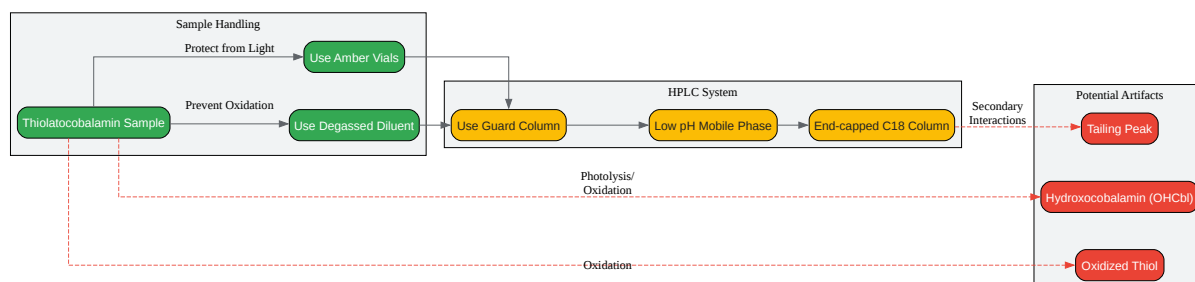 Sample Handling
Protect from Light
Use Amber Vials
Thiolatocobalamin Sample
Prevent Oxidation
Use Degassed Diluent
HPLC System
Use Guard Column
Low pH Mobile Phase
End-capped C18 Column
Secondary
Interactions
Potential Artifacts
Tailing Peak
Photolysis/
Oxidation
Hydroxocobalamin (OHCbl)
Oxidation
Oxidized Thiol